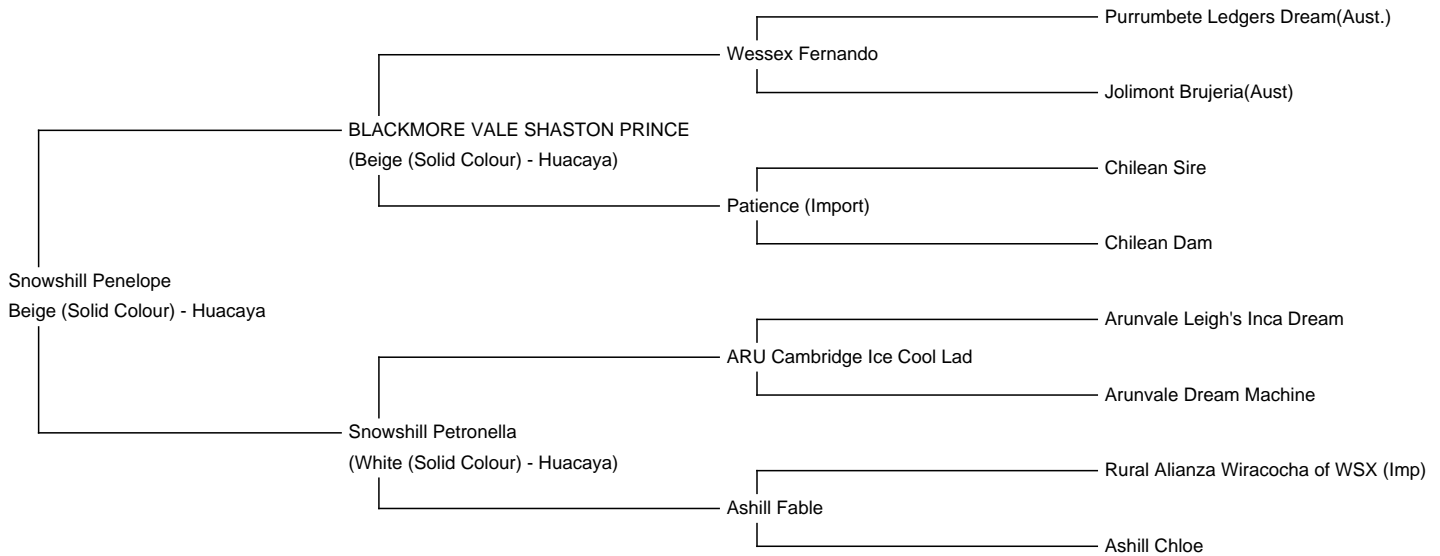 Purrumbete Ledgers Dream(Aust.)
Wessex Fernando
Jolimont Brujeria(Aust)
BLACKMORE VALE SHASTON PRINCE
(Beige (Solid Colour) - Huacaya)
Chilean Sire
Patience (Import)
Chilean Dam
Snowshill Penelope
Beige (Solid Colour) - Huacaya
Arunvale Leigh's Inca Dream
ARU Cambridge Ice Cool Lad
Arunvale Dream Machine
Snowshill Petronella
(White (Solid Colour) - Huacaya)
Rural Alianza Wiracocha of WSX (Imp)
Ashill Fable
Ashill Chloe